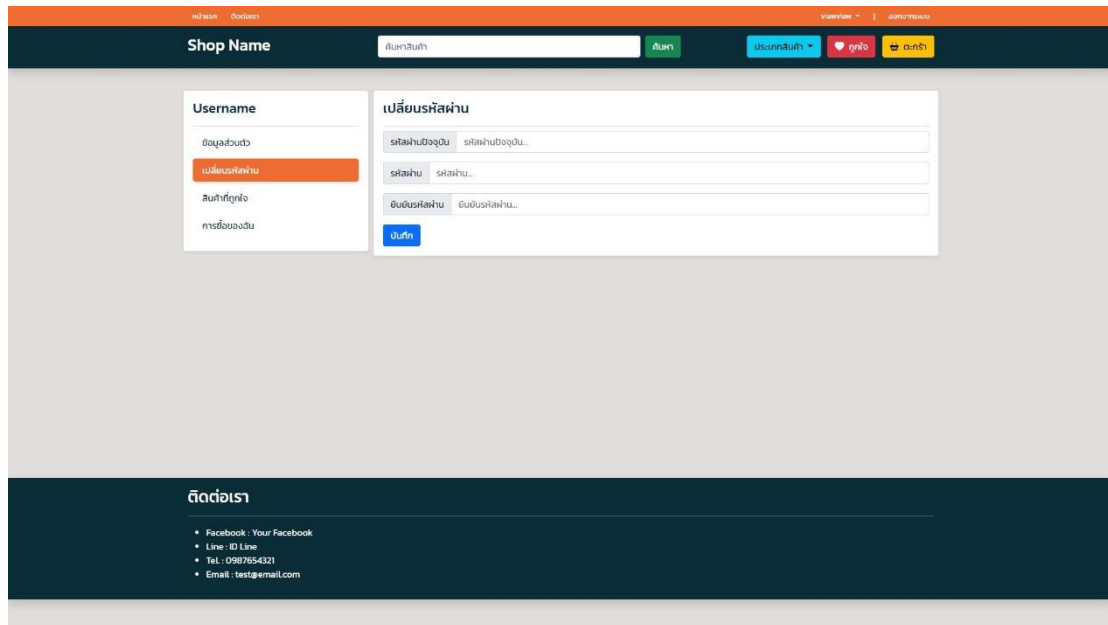 หน้าแรก ติดต่อเรา viewview | ออกจากระบบ
Shop Name ค้นหาสินค้า ค้นหา ประเภทสินค้า ถูกใจ ตะกร้า
Username
ข้อมูลส่วนตัว
เปลี่ยนรหัสผ่าน
สินค้าที่ถูกใจ
การซื้อของฉัน
เปลี่ยนรหัสผ่าน
รหัสผ่านปัจจุบัน รหัสผ่านปัจจุบัน...
รหัสผ่าน รหัสผ่าน...
ยืนยันรหัสผ่าน ยืนยันรหัสผ่าน...
บันทึก
ติดต่อเรา
Facebook : Your Facebook
Line : ID Line
Tel. : 0987654321
Email : test@email.com